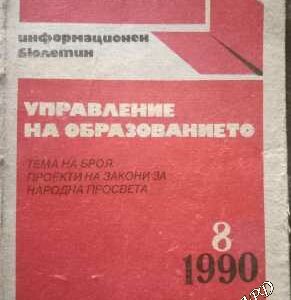 информационен
бюлетин
УПРАВЛЕНИЕ
НА ОБРАЗОВАНИЕТО
ТЕМА НА БРОЯ
ПРОЕКТИ НА ЗАКОНИ ЗА
НАРОДНА ПРОСВЕТА
8
1990